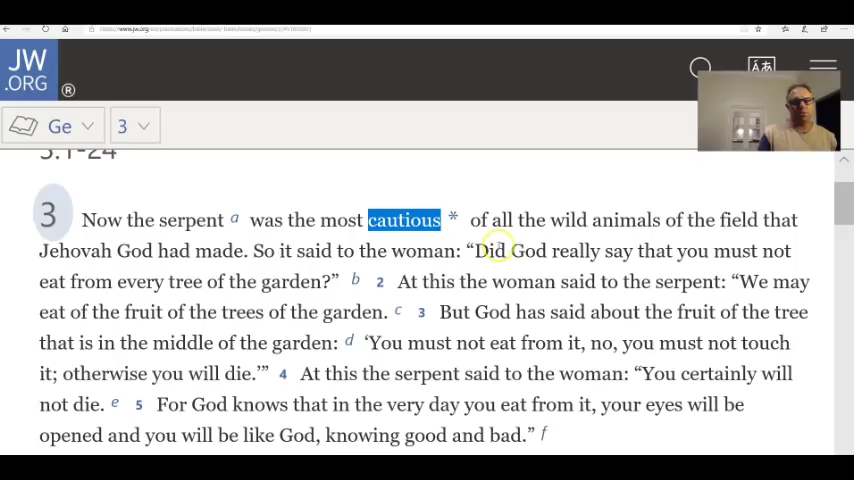 JW
.ORG
®
Áあ
Ge
3
3:1-24
3 Now the serpent a was the most cautious * of all the wild animals of the field that
Jehovah God had made. So it said to the woman: “Did God really say that you must not
eat from every tree of the garden?” b 2 At this the woman said to the serpent: “We may
eat of the fruit of the trees of the garden. c 3 But God has said about the fruit of the tree
that is in the middle of the garden: d ‘You must not eat from it, no, you must not touch
it; otherwise you will die.’” 4 At this the serpent said to the woman: “You certainly will
not die. e 5 For God knows that in the very day you eat from it, your eyes will be
opened and you will be like God, knowing good and bad.” f